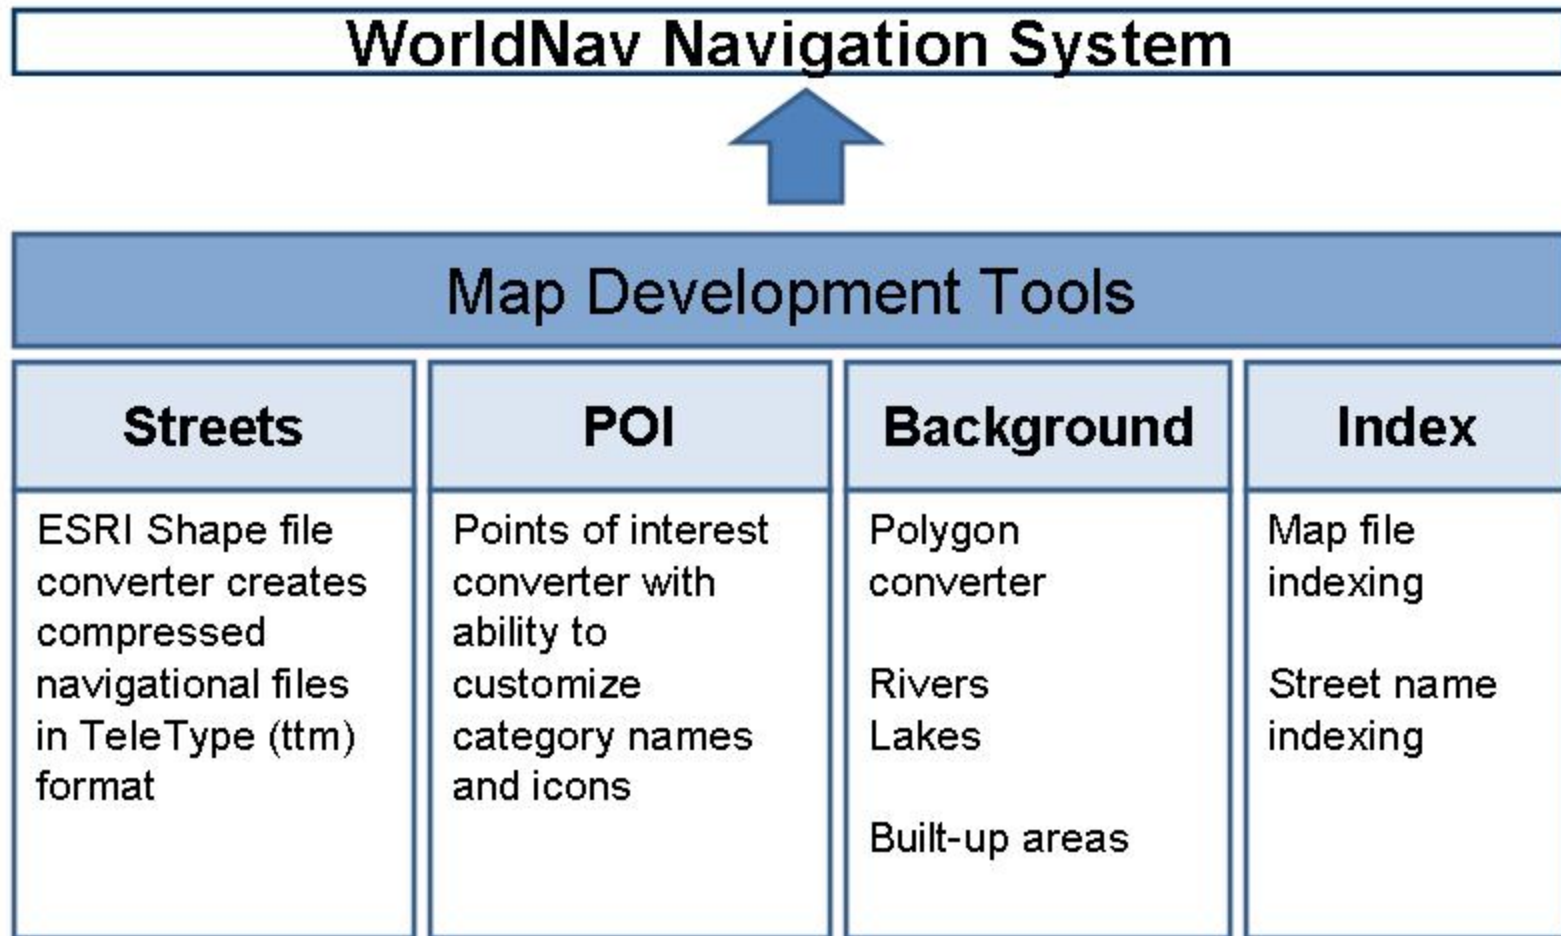 WorldNav Navigation System
Map Development Tools
Streets
ESRI Shape file
converter creates
compressed
navigational files
in TeleType (ttm)
format
POI
Points of interest
converter with
ability to
customize
category names
and icons
Background
Polygon
converter
Rivers
Lakes
Built-up areas
Index
Map file
indexing
Street name
indexing